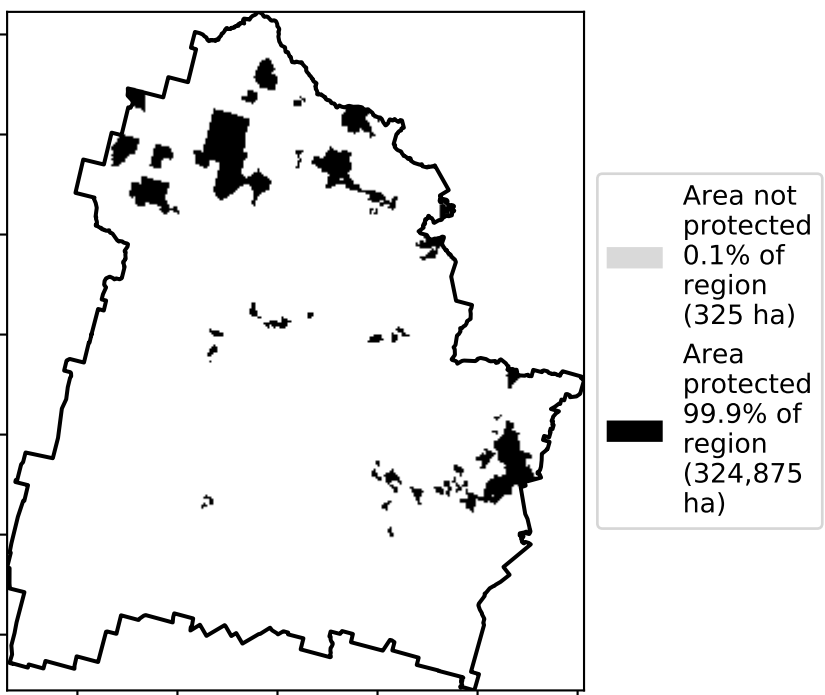 Area not
protected
0.1% of
region
(325 ha)
Area
protected
99.9% of
region
(324,875
ha)